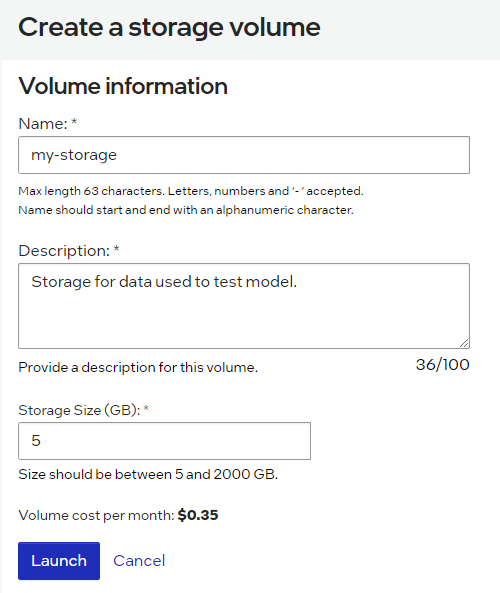 Create a storage volume
Volume information
Name: *
my-storage
Max length 63 characters. Letters, numbers and ‘- ’ accepted.
Name should start and end with an alphanumeric character.
Description: *
Storage for data used to test model.
Provide a description for this volume.
36/100
Storage Size (GB): *
5
Size should be between 5 and 2000 GB.
Volume cost per month: $0.35
Launch Cancel